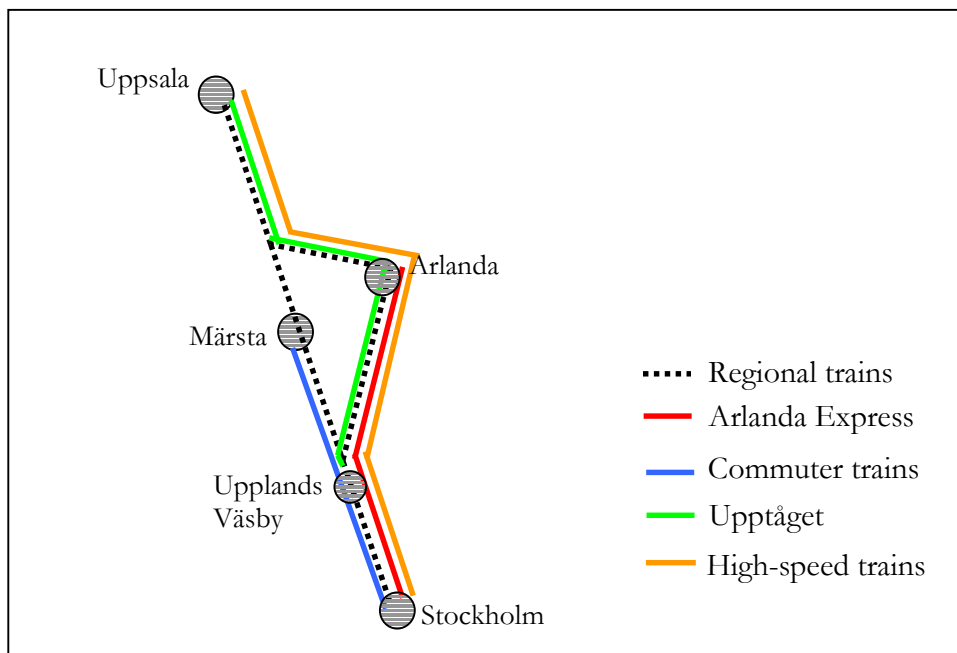 Uppsala
Arlanda
Märsta
Upplands
Väsby
Stockholm
Regional trains
Arlanda Express
Commuter trains
Upptåget
High-speed trains